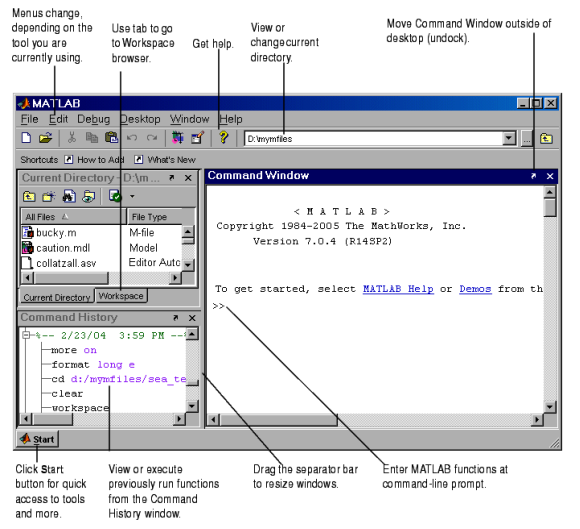 Menus change,
depending on the
tool you are
currently using.
Use tab to go
to Workspace
browser.
Get help.
View or
change current
directory.
Move Command Window outside of
desktop (undock).
MATLAB
File Edit Debug Desktop Window Help
D:\mymfiles
...
Shortcuts How to Add What's New
Current Directory - D:\m...
All Files File Type
bucky.m M-file
caution.mdl Model
collatzall.asv Editor Autc
Current Directory Workspace
Command History
%-- 2/23/04 3:59 PM --%
more on
format long e
cd d:/mymfiles/sea_te
clear
workspace
Command Window
< M A T L A B >
Copyright 1984-2005 The MathWorks, Inc.
Version 7.0.4 (R14SP2)
To get started, select MATLAB Help or Demos from th
>>
Start
Click Start
button for quick
access to tools
and more.
View or execute
previously run functions
from the Command
History window.
Drag the separator bar
to resize windows.
Enter MATLAB functions at
command-line prompt.